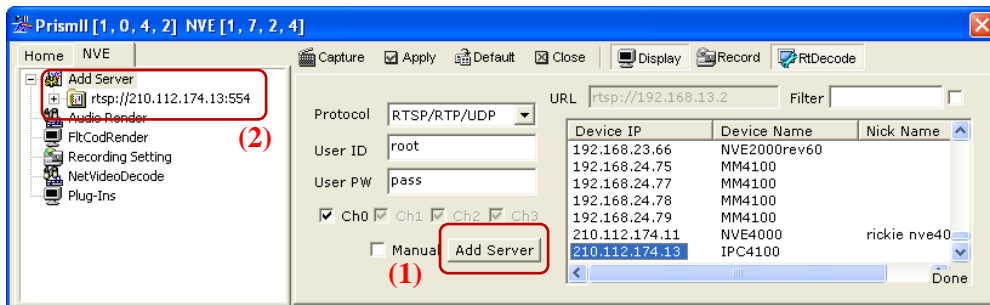 PrismII [1, 0, 4, 2] NVE [1, 7, 2, 4]
Home NVE
Capture Apply Default Close Display Record RtDecode
Add Server
rtsp://210.112.174.13:554
Audio Render
FltCodRender
Recording Setting
NetVideoDecode
Plug-Ins
(2)
Protocol RTSP/RTP/UDP
User ID root
User PW pass
Ch0 Ch1 Ch2 Ch3
Manual Add Server
(1)
URL rtsp://192.168.13.2 Filter
Device IP Device Name Nick Name
192.168.23.66 NVE2000rev60
192.168.24.75 MM4100
192.168.24.77 MM4100
192.168.24.78 MM4100
192.168.24.79 MM4100
210.112.174.11 NVE4000 rickie nve40
210.112.174.13 IPC4100
Done